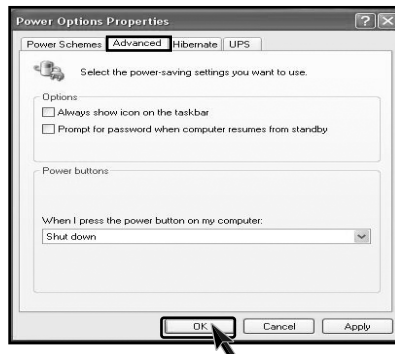 Power Options Properties
Power Schemes Advanced Hibernate UPS
Select the power-saving settings you want to use.
Options
Always show icon on the taskbar
Prompt for password when computer resumes from standby
Power buttons
When I press the power button on my computer:
Shut down
OK Cancel Apply